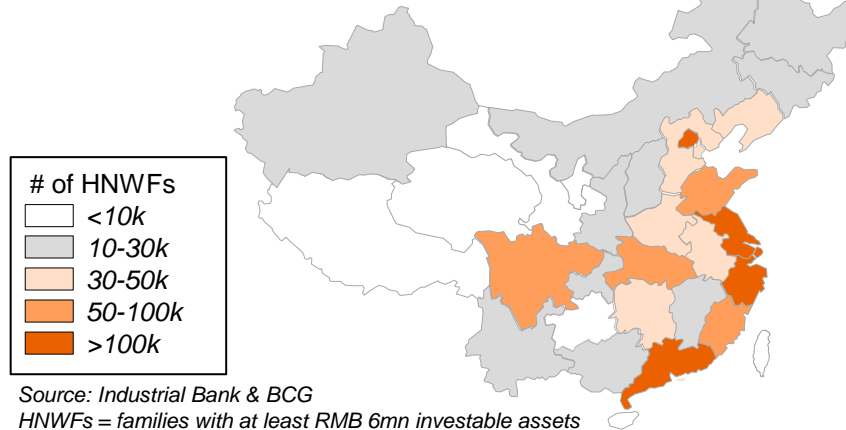 # of HNWFs
<10k
10-30k
30-50k
50-100k
>100k
Source: Industrial Bank & BCG
HNWFs = families with at least RMB 6mn investable assets